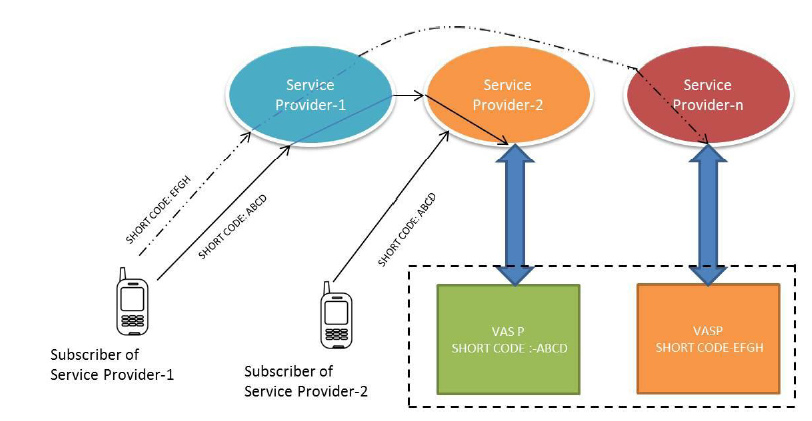 Service
Provider-1
Service
Provider-2
Service
Provider-n
SHORT CODE: EFGH
SHORT CODE: ABCD
SHORT CODE: ABCD
VAS P
SHORT CODE :-ABCD
VASP
SHORT CODE-EFGH
Subscriber of
Service Provider-1
Subscriber of
Service Provider-2